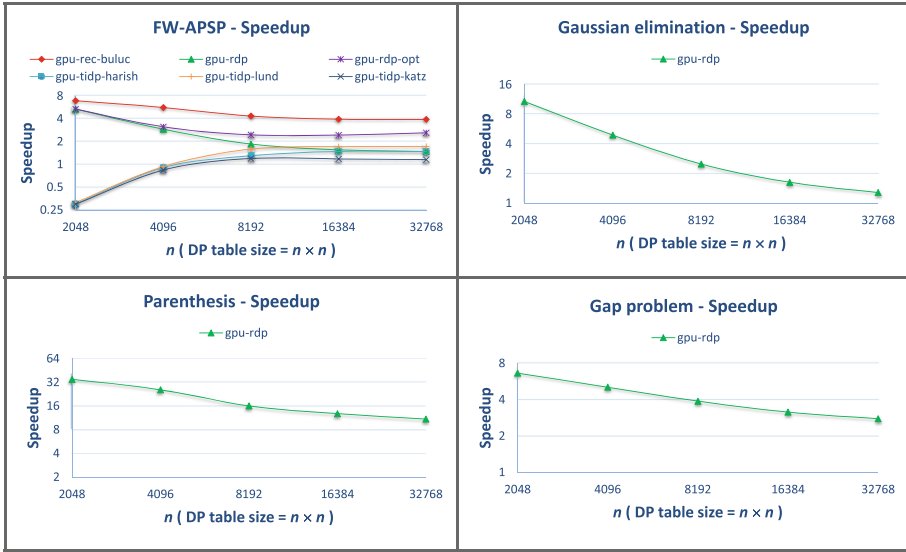 FW-APSP - Speedup
gpu-rec-buluc gpu-rdp gpu-rdp-opt
gpu-tidp-harish gpu-tidp-lund gpu-tidp-katz
8
4
2
1
0.5
0.25
Speedup
2048 4096 8192 16384 32768
n ( DP table size = n × n )
Gaussian elimination - Speedup
gpu-rdp
16
8
4
2
1
Speedup
2048 4096 8192 16384 32768
n ( DP table size = n × n )
Parenthesis - Speedup
gpu-rdp
64
32
16
8
4
2
Speedup
2048 4096 8192 16384 32768
n ( DP table size = n × n )
Gap problem - Speedup
gpu-rdp
8
4
2
1
Speedup
2048 4096 8192 16384 32768
n ( DP table size = n × n )